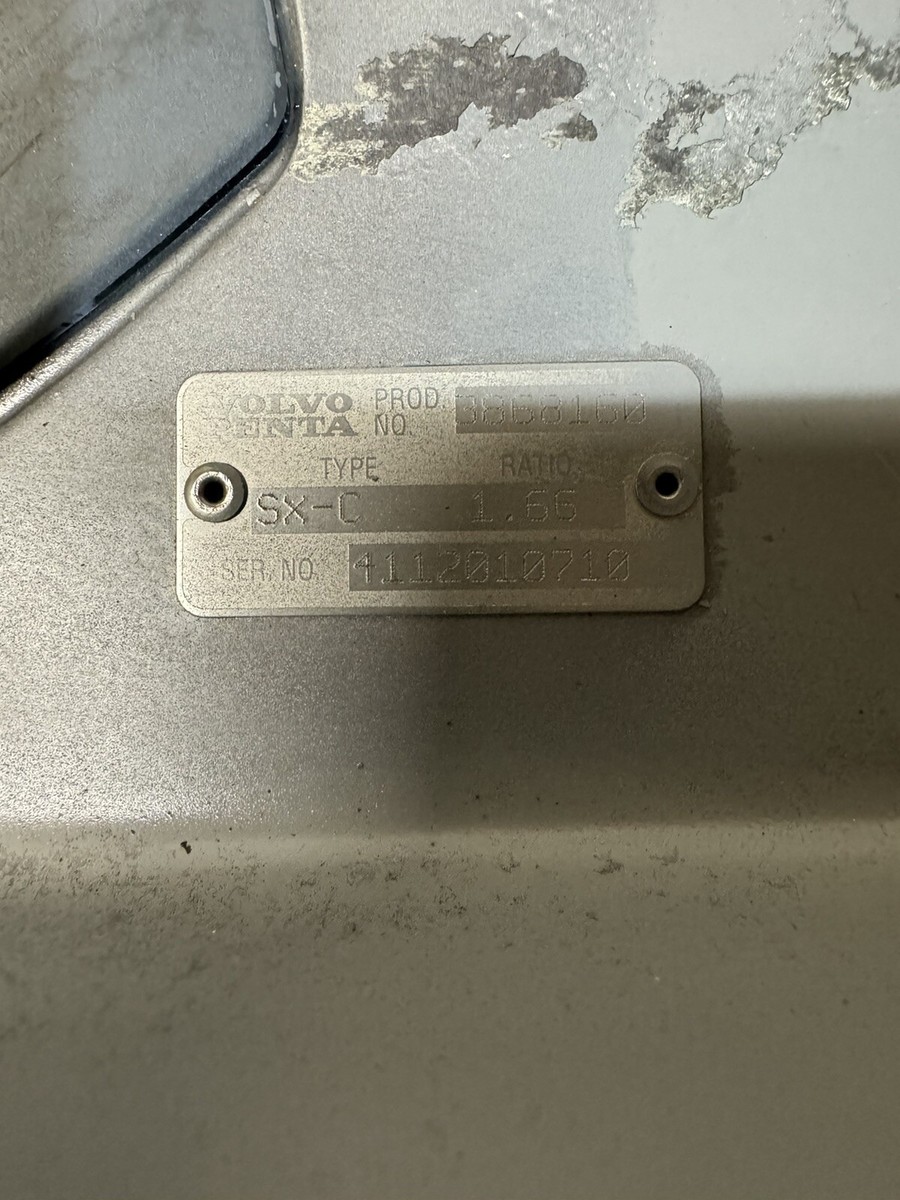 VOLVO PENTA PROD. NO. 3868160
TYPE RATIO
SX-C 1.66
SER. NO. 4112010710